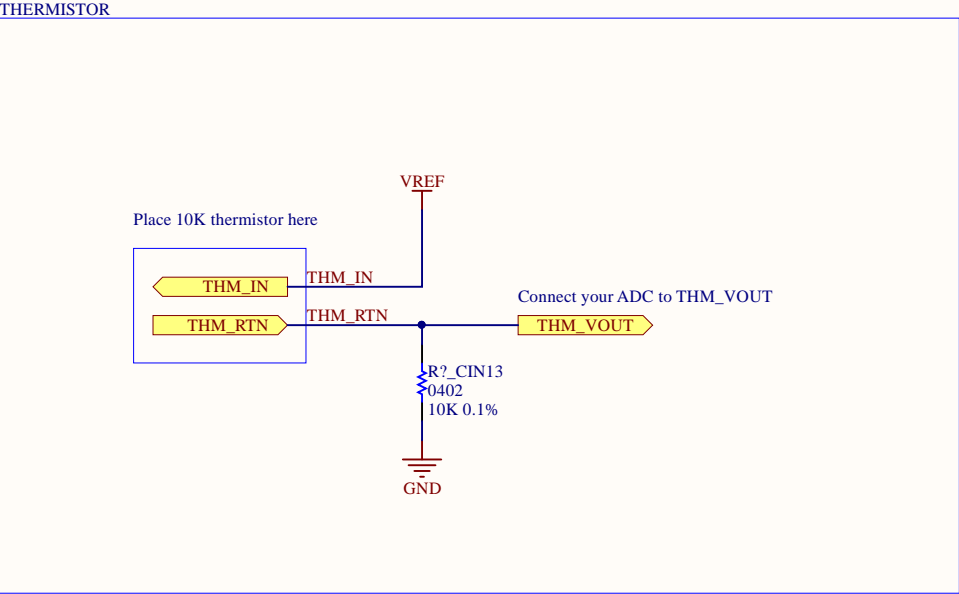 THERMISTOR
VREF
Place 10K thermistor here
THM_IN
THM_IN
Connect your ADC to THM_VOUT
THM_RTN
THM_RTN
THM_VOUT
R?_CIN13
0402
10K 0.1%
GND